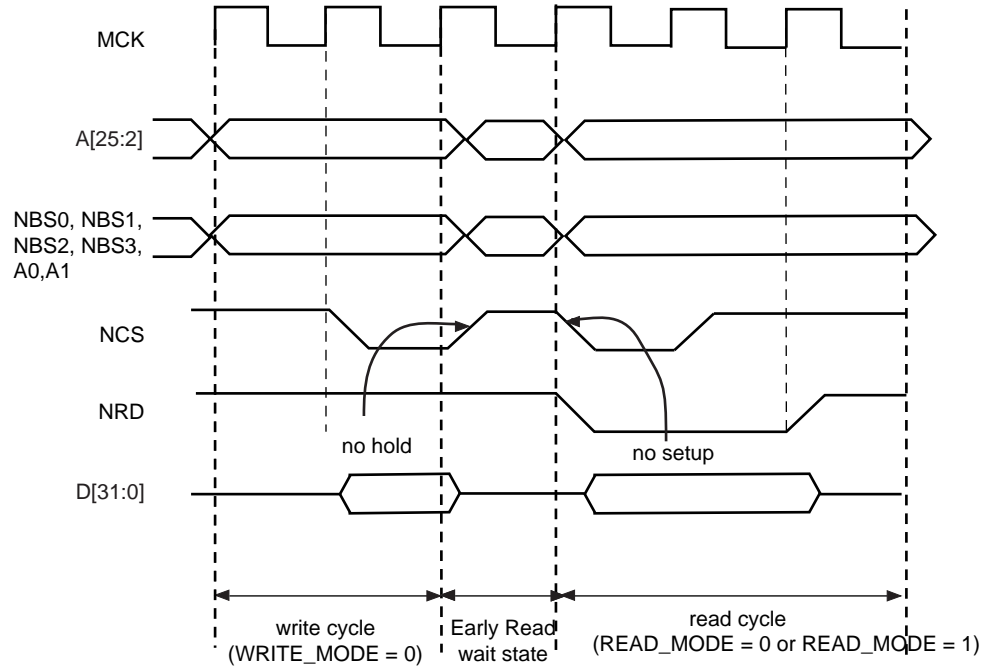 MCK
A[25:2]
NBS0, NBS1,
NBS2, NBS3,
A0,A1
NCS
NRD
no hold
no setup
D[31:0]
write cycle
(WRITE_MODE = 0)
Early Read
wait state
read cycle
(READ_MODE = 0 or READ_MODE = 1)